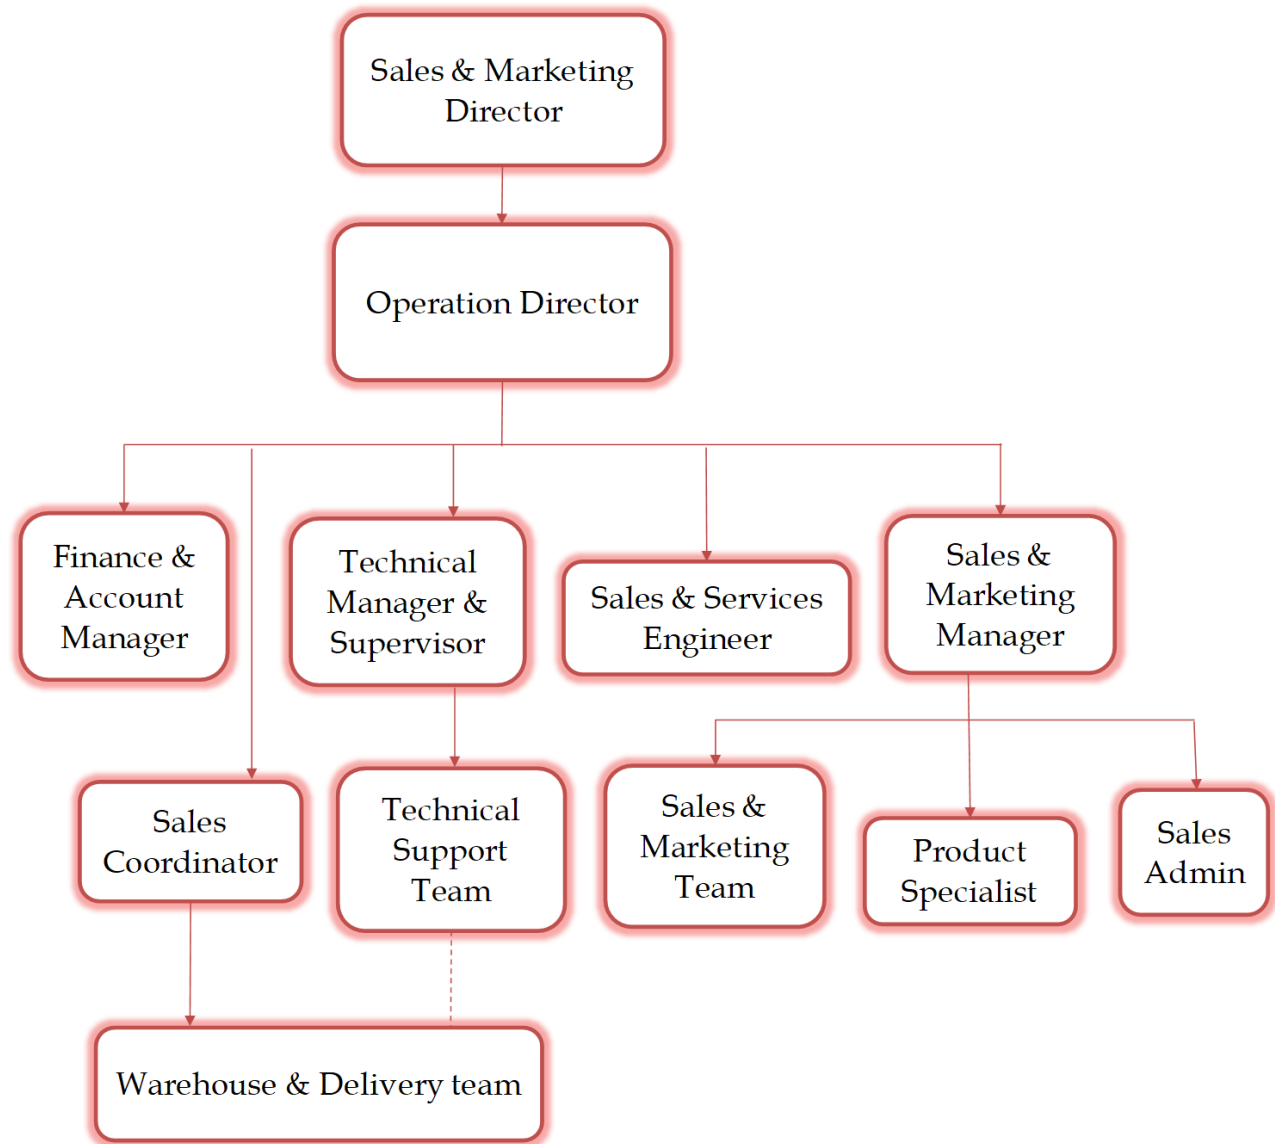 Sales & Marketing
Director
Operation Director
Finance &
Account
Manager
Technical
Manager &
Supervisor
Sales & Services
Engineer
Sales &
Marketing
Manager
Sales
Coordinator
Technical
Support
Team
Sales &
Marketing
Team
Product
Specialist
Sales
Admin
Warehouse & Delivery team